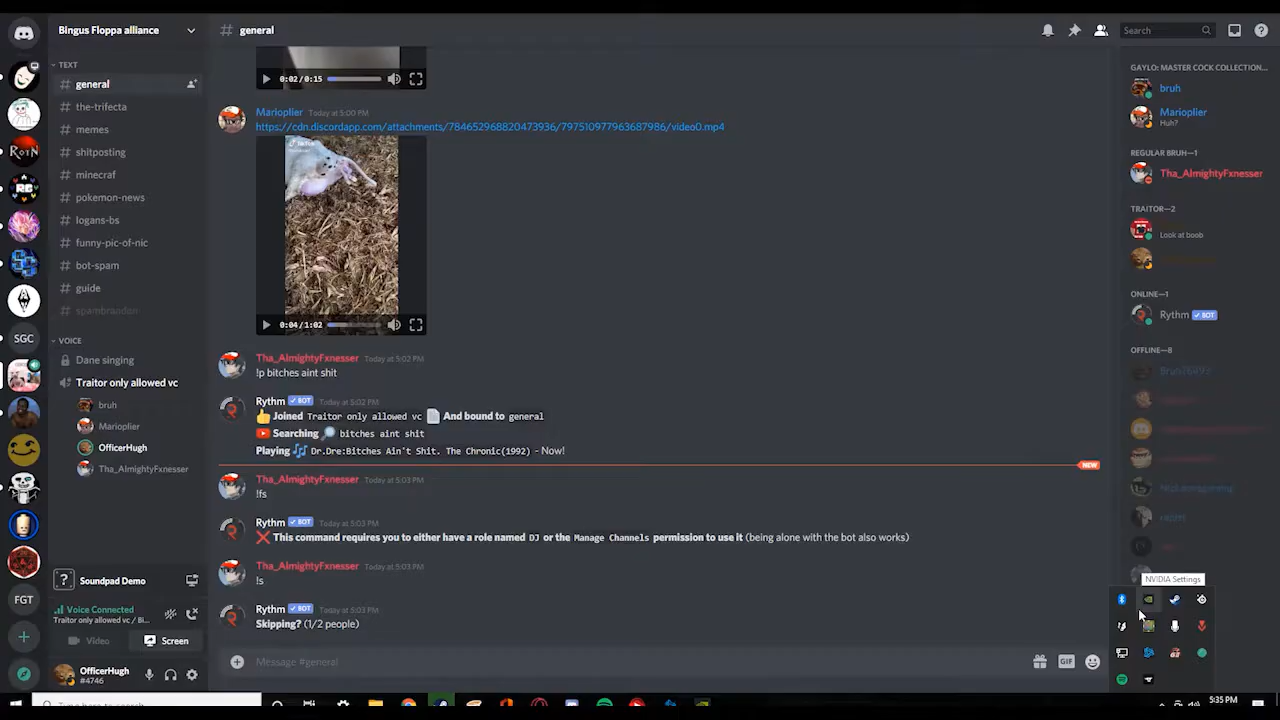 Bingus Floppa alliance
general
Search
TEXT
general
the-trifecta
memes
shitposting
minecraf
pokemon-news
logans-bs
funny-pic-of-nic
bot-spam
guide
spambraodan
VOICE
Dane singing
Traitor only allowed vc
bruh
Marioplier
OfficerHugh
Tha_AlmightyFxnesser
Soundpad Demo
Voice Connected
Traitor only allowed vc / Bi...
Video
Screen
OfficerHugh
#4746
ROTN
RC
SGC
FGT
0:02/0:15
Marioplier Today at 5:00 PM
https://cdn.discordapp.com/attachments/784652968820473936/797510977963687986/video0.mp4
TikTok
0:04/1:02
Tha_AlmightyFxnesser Today at 5:02 PM
!p bitches aint shit
Rythm BOT Today at 5:02 PM
Joined Traitor only allowed vc And bound to general
Searching bitches aint shit
Playing Dr.Dre:Bitches Ain't Shit. The Chronic(1992) - Now!
NEW
Tha_AlmightyFxnesser Today at 5:03 PM
!fs
Rythm BOT Today at 5:03 PM
This command requires you to either have a role named DJ or the Manage Channels permission to use it (being alone with the bot also works)
Tha_AlmightyFxnesser Today at 5:03 PM
!s
Rythm BOT Today at 5:03 PM
Skipping? (1/2 people)
Message #general
GIF
GAYLO: MASTER COCK COLLECTION...
bruh
Marioplier
Huh?
REGULAR BRUH—1
Tha_AlmightyFxnesser
TRAITOR—2
Look at boob
ONLINE—1
Rythm BOT
OFFLINE—8
NVIDIA Settings
5:35 PM